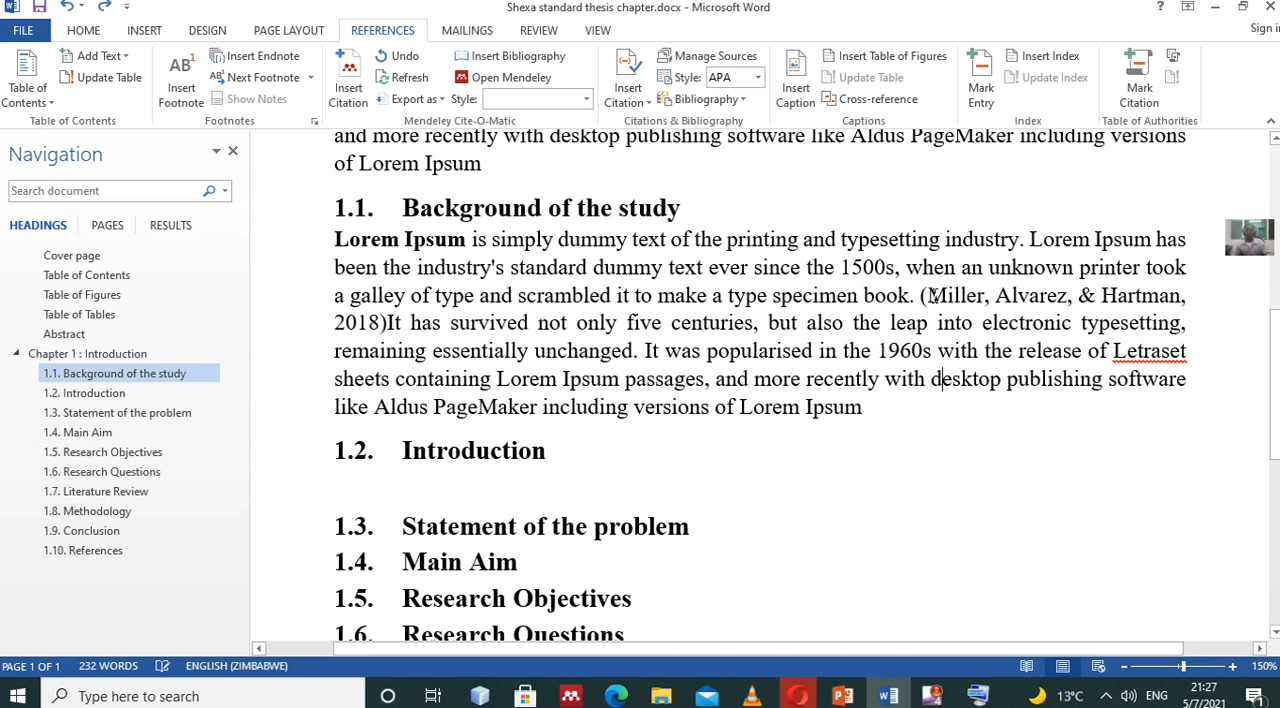 Shexa standard thesis chapter.docx - Microsoft Word
FILE HOME INSERT DESIGN PAGE LAYOUT REFERENCES MAILINGS REVIEW VIEW Sign in
Table of Contents
Add Text
Update Table
Table of Contents
AB¹ Insert Footnote
Insert Endnote
Next Footnote
Show Notes
Footnotes
Insert Citation
Undo
Refresh
Export as
Insert Bibliography
Open Mendeley
Style:
Mendeley Cite-O-Matic
Insert Citation
Manage Sources
Style: APA
Bibliography
Citations & Bibliography
Insert Caption
Insert Table of Figures
Update Table
Cross-reference
Captions
Mark Entry
Insert Index
Update Index
Index
Mark Citation
Table of Authorities
Navigation
Search document
HEADINGS PAGES RESULTS
Cover page
Table of Contents
Table of Figures
Table of Tables
Abstract
Chapter 1 : Introduction
1.1. Background of the study
1.2. Introduction
1.3. Statement of the problem
1.4. Main Aim
1.5. Research Objectives
1.6. Research Questions
1.7. Literature Review
1.8. Methodology
1.9. Conclusion
1.10. References
and more recently with desktop publishing software like Aldus PageMaker including versions
of Lorem Ipsum
1.1. Background of the study
Lorem Ipsum is simply dummy text of the printing and typesetting industry. Lorem Ipsum has
been the industry's standard dummy text ever since the 1500s, when an unknown printer took
a galley of type and scrambled it to make a type specimen book. (Miller, Alvarez, & Hartman,
2018)It has survived not only five centuries, but also the leap into electronic typesetting,
remaining essentially unchanged. It was popularised in the 1960s with the release of Letraset
sheets containing Lorem Ipsum passages, and more recently with desktop publishing software
like Aldus PageMaker including versions of Lorem Ipsum
1.2. Introduction
1.3. Statement of the problem
1.4. Main Aim
1.5. Research Objectives
1.6. Research Questions
PAGE 1 OF 1 232 WORDS ENGLISH (ZIMBABWE) 150%
Type here to search
13°C ENG
21:27
5/7/2021